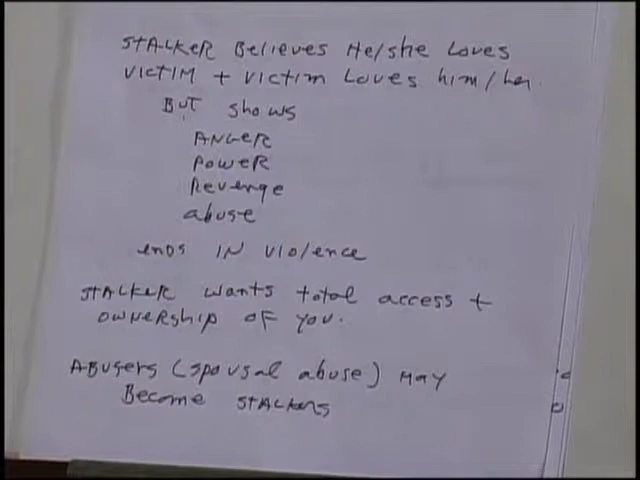 STALKER Believes He/she Loves
VICTIM + victim Loves him/her.
BUT shows
ANGER
POWER
Revenge
abuse
ends IN violence
STALKER wants total access +
ownership of you.
ABUSERS (spousal abuse) MAY
Become STALKERS